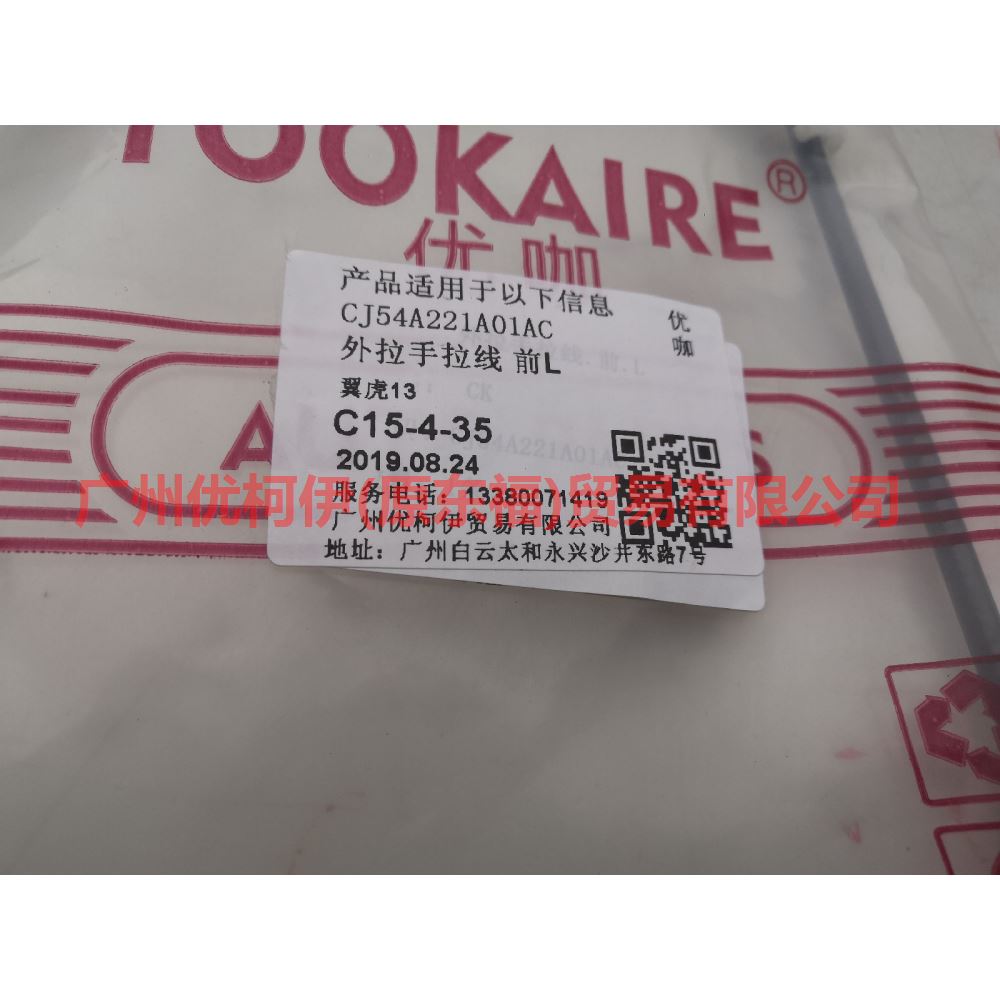 TOOKAIRE®
优咖
产品适用于以下信息
CJ54A221A01AC
优咖
外拉手拉线 前L
翼虎13
C15-4-35
2019.08.24
服务电话：13380071419
广州优柯伊贸易有限公司
地址：广州白云太和永兴沙井东路7号
广州优柯伊(原东福)贸易有限公司